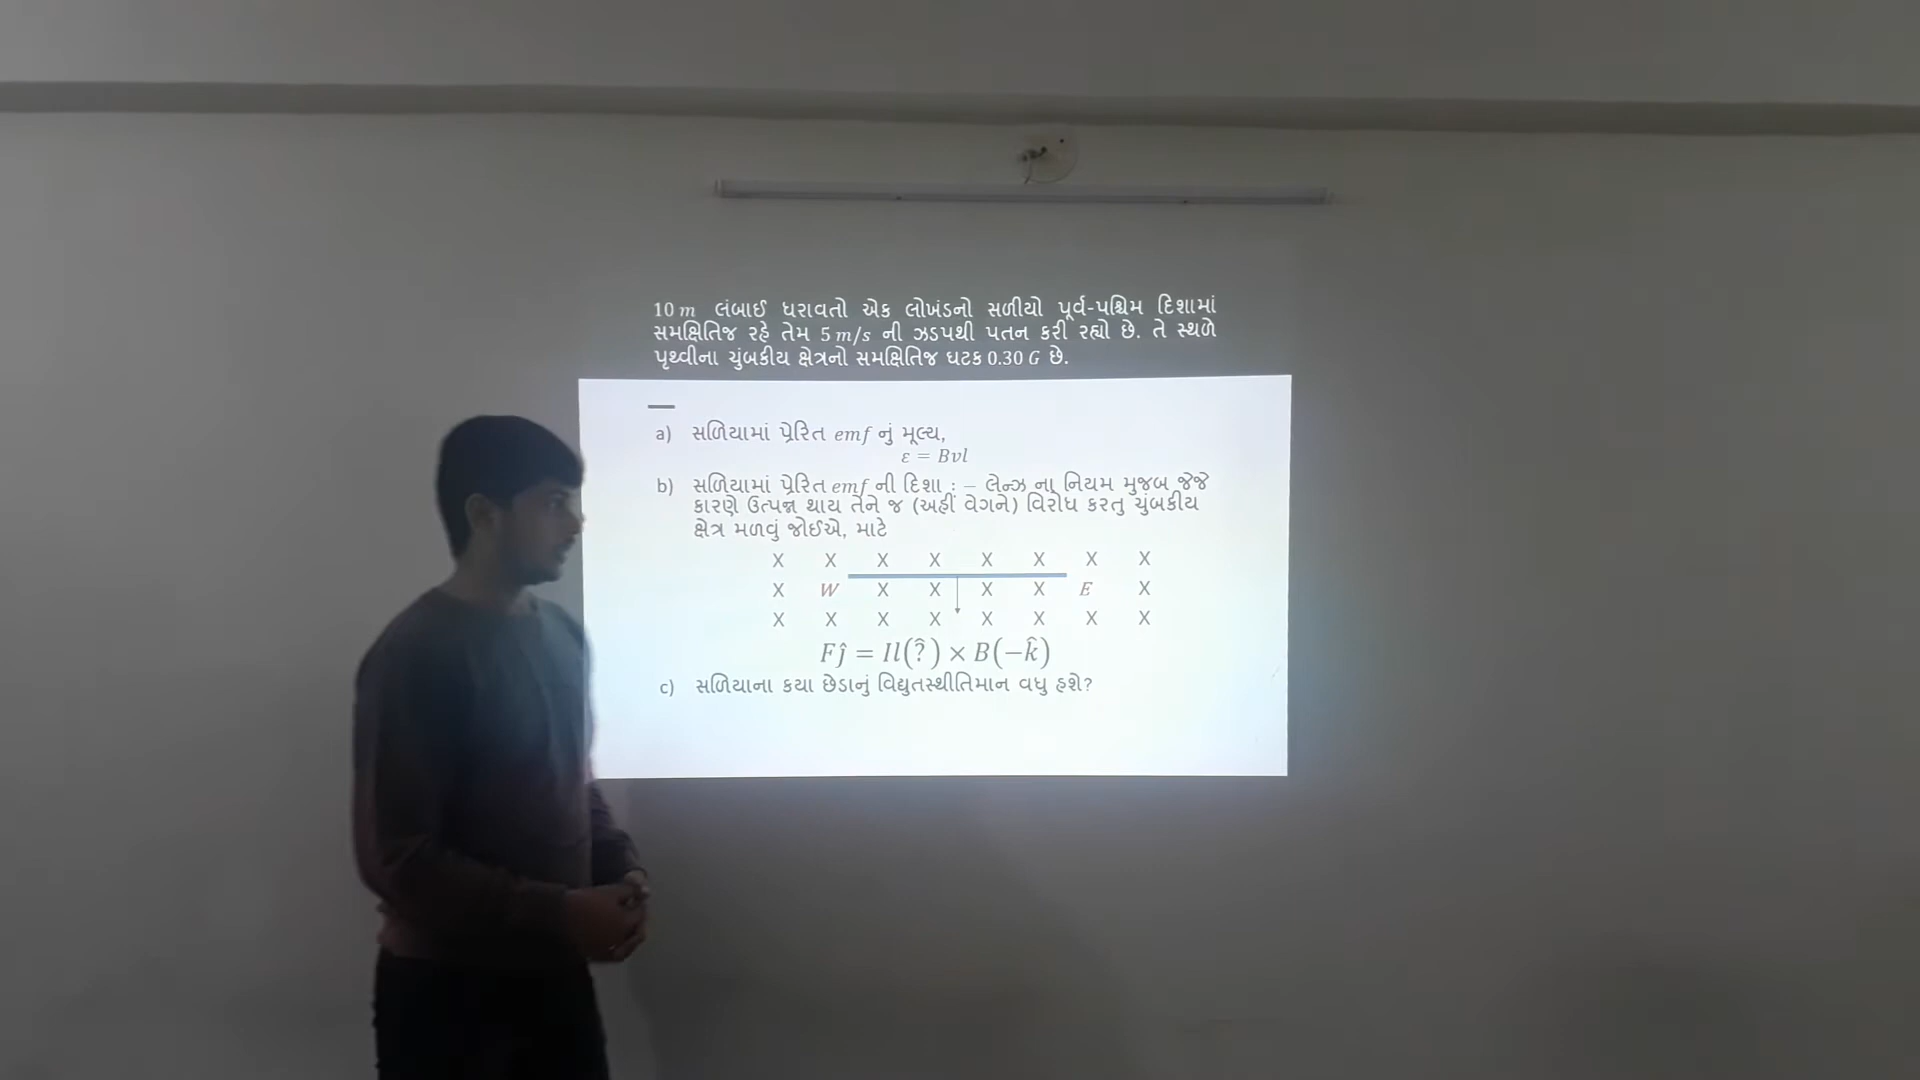 10 m લંબાઈ ધરાવતો એક લોખંડનો સળીયો પૂર્વ-પશ્ચિમ દિશામાં
સમક્ષિતિજ રહે તેમ 5 m/s ની ઝડપથી પતન કરી રહ્યો છે. તે સ્થળે
પૃથ્વીના ચુંબકીય ક્ષેત્રનો સમક્ષિતિજ ઘટક 0.30 G છે.
a) સળિયામાં પ્રેરિત emf નું મૂલ્ય,
ε = Bvl
b) સળિયામાં પ્રેરિત emf ની દિશા : – લેન્ઝ ના નિયમ મુજબ જેજે
કારણે ઉત્પન્ન થાય તેને જ (અહીં વેગને) વિરોધ કરતુ ચુંબકીય
ક્ષેત્ર મળવું જોઈએ, માટે
X X X X X X X X
X W X X X X E X
X X X X X X X X
Fĵ = Il(?̂) × B(−k̂)
c) સળિયાના કયા છેડાનું વિદ્યુતસ્થીતિમાન વધુ હશે?